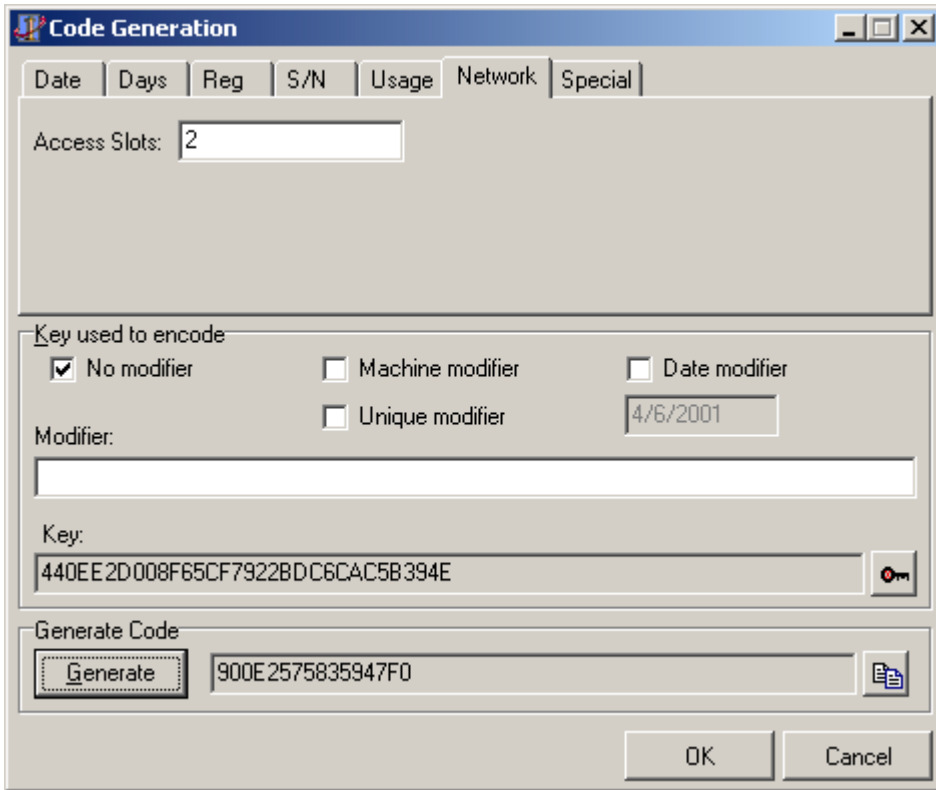 Code Generation
Date Days Reg S/N Usage Network Special
Access Slots: 2
Key used to encode
No modifier Machine modifier Date modifier
Unique modifier 4/6/2001
Modifier:
Key:
440EE2D008F65CF7922BDC6CAC5B394E
Generate Code
Generate 900E2575835947F0
OK Cancel